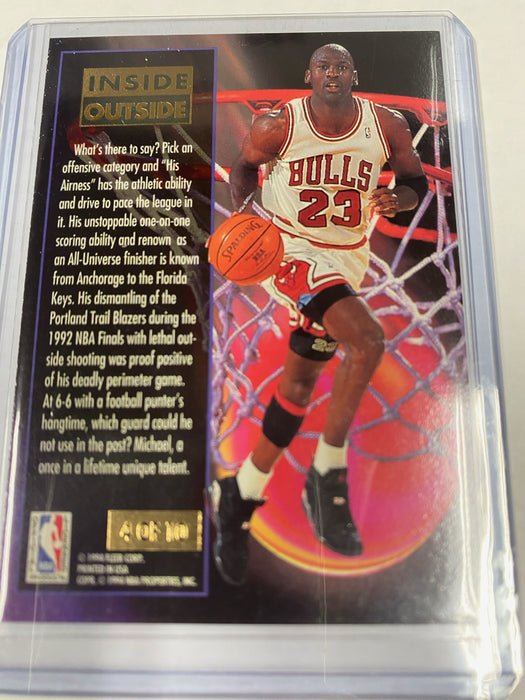 INSIDE
OUTSIDE
What's there to say? Pick an
offensive category and "His
Airness" has the athletic ability
and drive to pace the league in
it. His unstoppable one-on-one
scoring ability and renown as
an All-Universe finisher is known
from Anchorage to the Florida
Keys. His dismantling of the
Portland Trail Blazers during the
1992 NBA Finals with lethal out-
side shooting was proof positive
of his deadly perimeter game.
At 6-6 with a football punter's
hangtime, which guard could he
not use in the post? Michael, a
once in a lifetime unique talent.
4 OF 10
© 1994 FLEER CORP.
PRINTED IN USA
COPR. © 1994 NBA PROPERTIES, INC.
NBA
BULLS
23
SPALDING
NBA
23